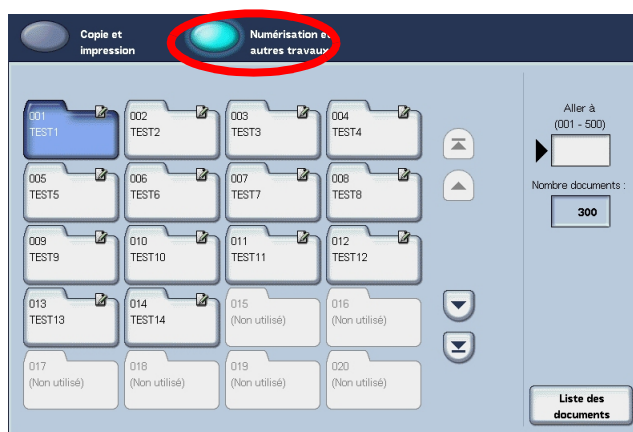 Copie et
impression
Numérisation et
autres travaux
001
TEST1
002
TEST2
003
TEST3
004
TEST4
005
TEST5
006
TEST6
007
TEST7
008
TEST8
009
TEST9
010
TEST10
011
TEST11
012
TEST12
013
TEST13
014
TEST14
015
(Non utilisé)
016
(Non utilisé)
017
(Non utilisé)
018
(Non utilisé)
019
(Non utilisé)
020
(Non utilisé)
Aller à
(001 - 500)
Nombre documents :
300
Liste des
documents